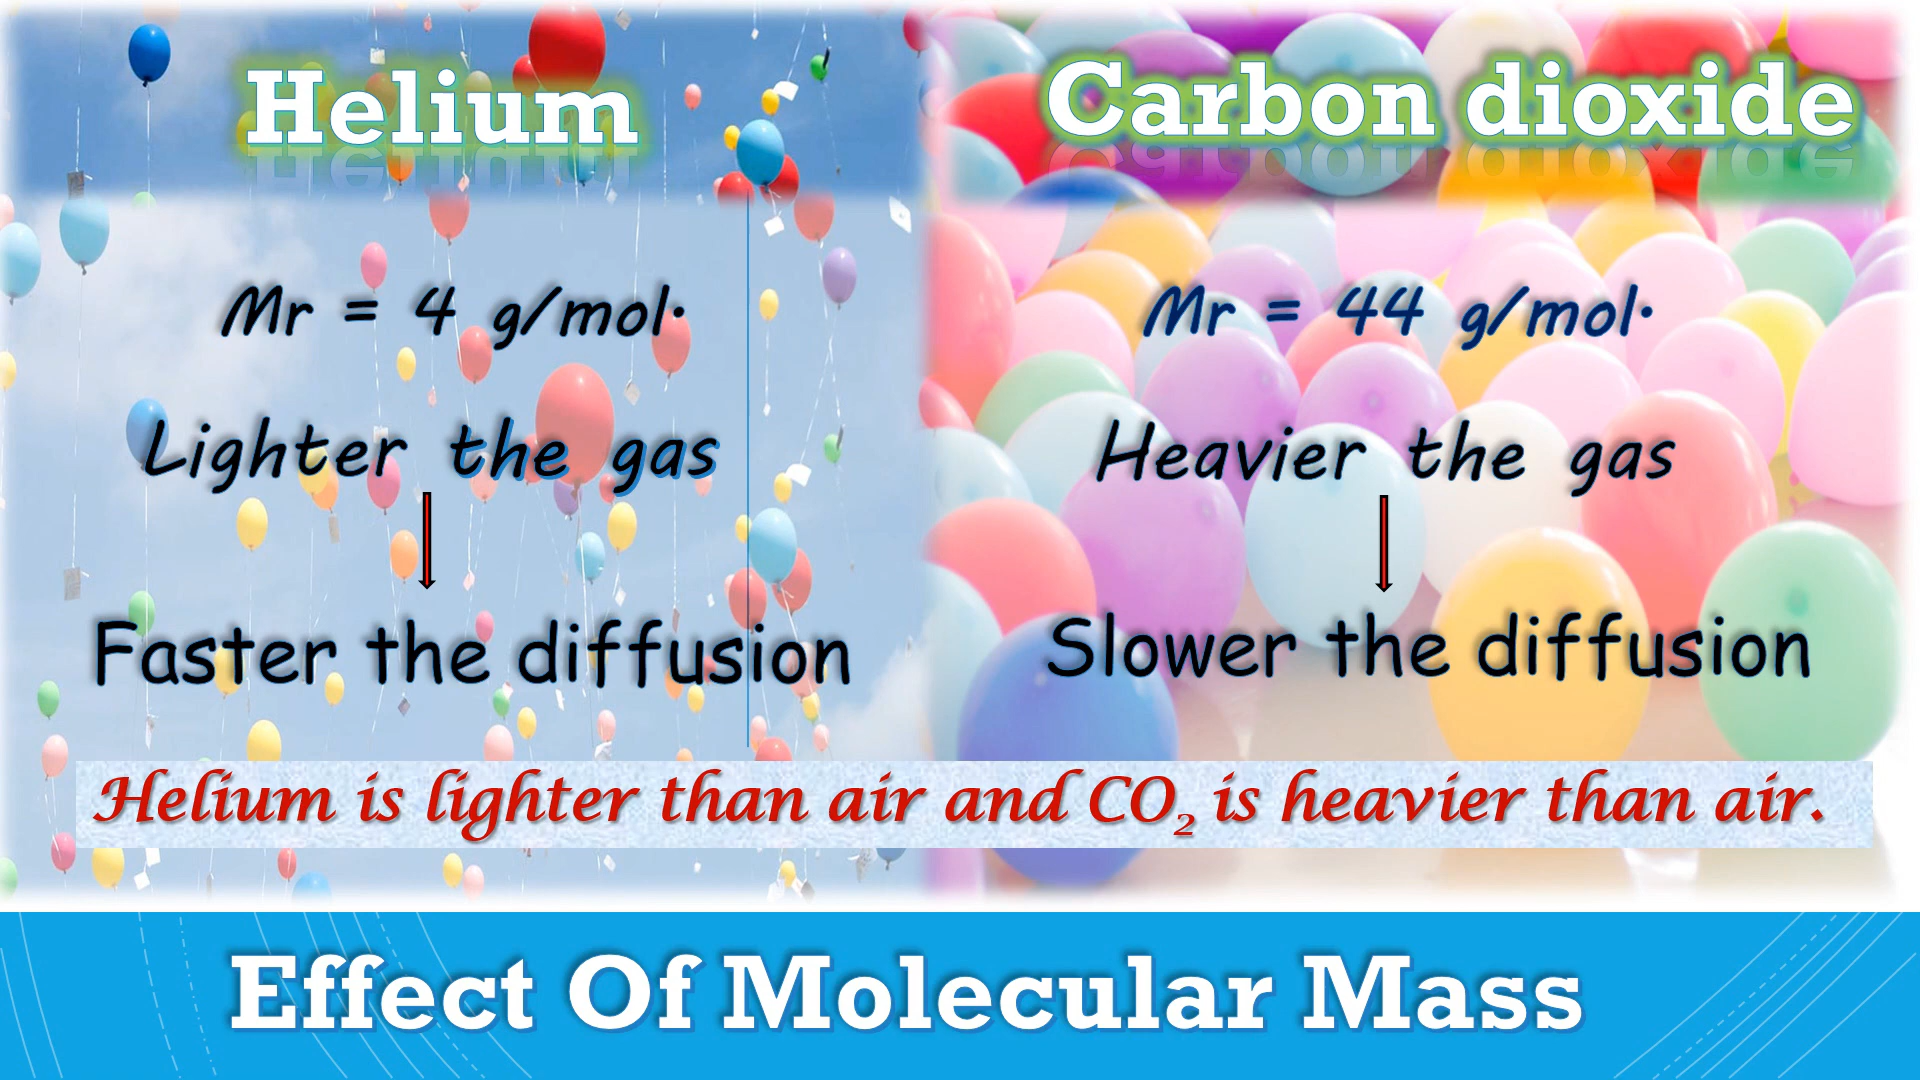 Helium
Mr = 4 g/mol.
Lighter the gas
Faster the diffusion
Carbon dioxide
Mr = 44 g/mol.
Heavier the gas
Slower the diffusion
Helium is lighter than air and CO₂ is heavier than air.
Effect Of Molecular Mass